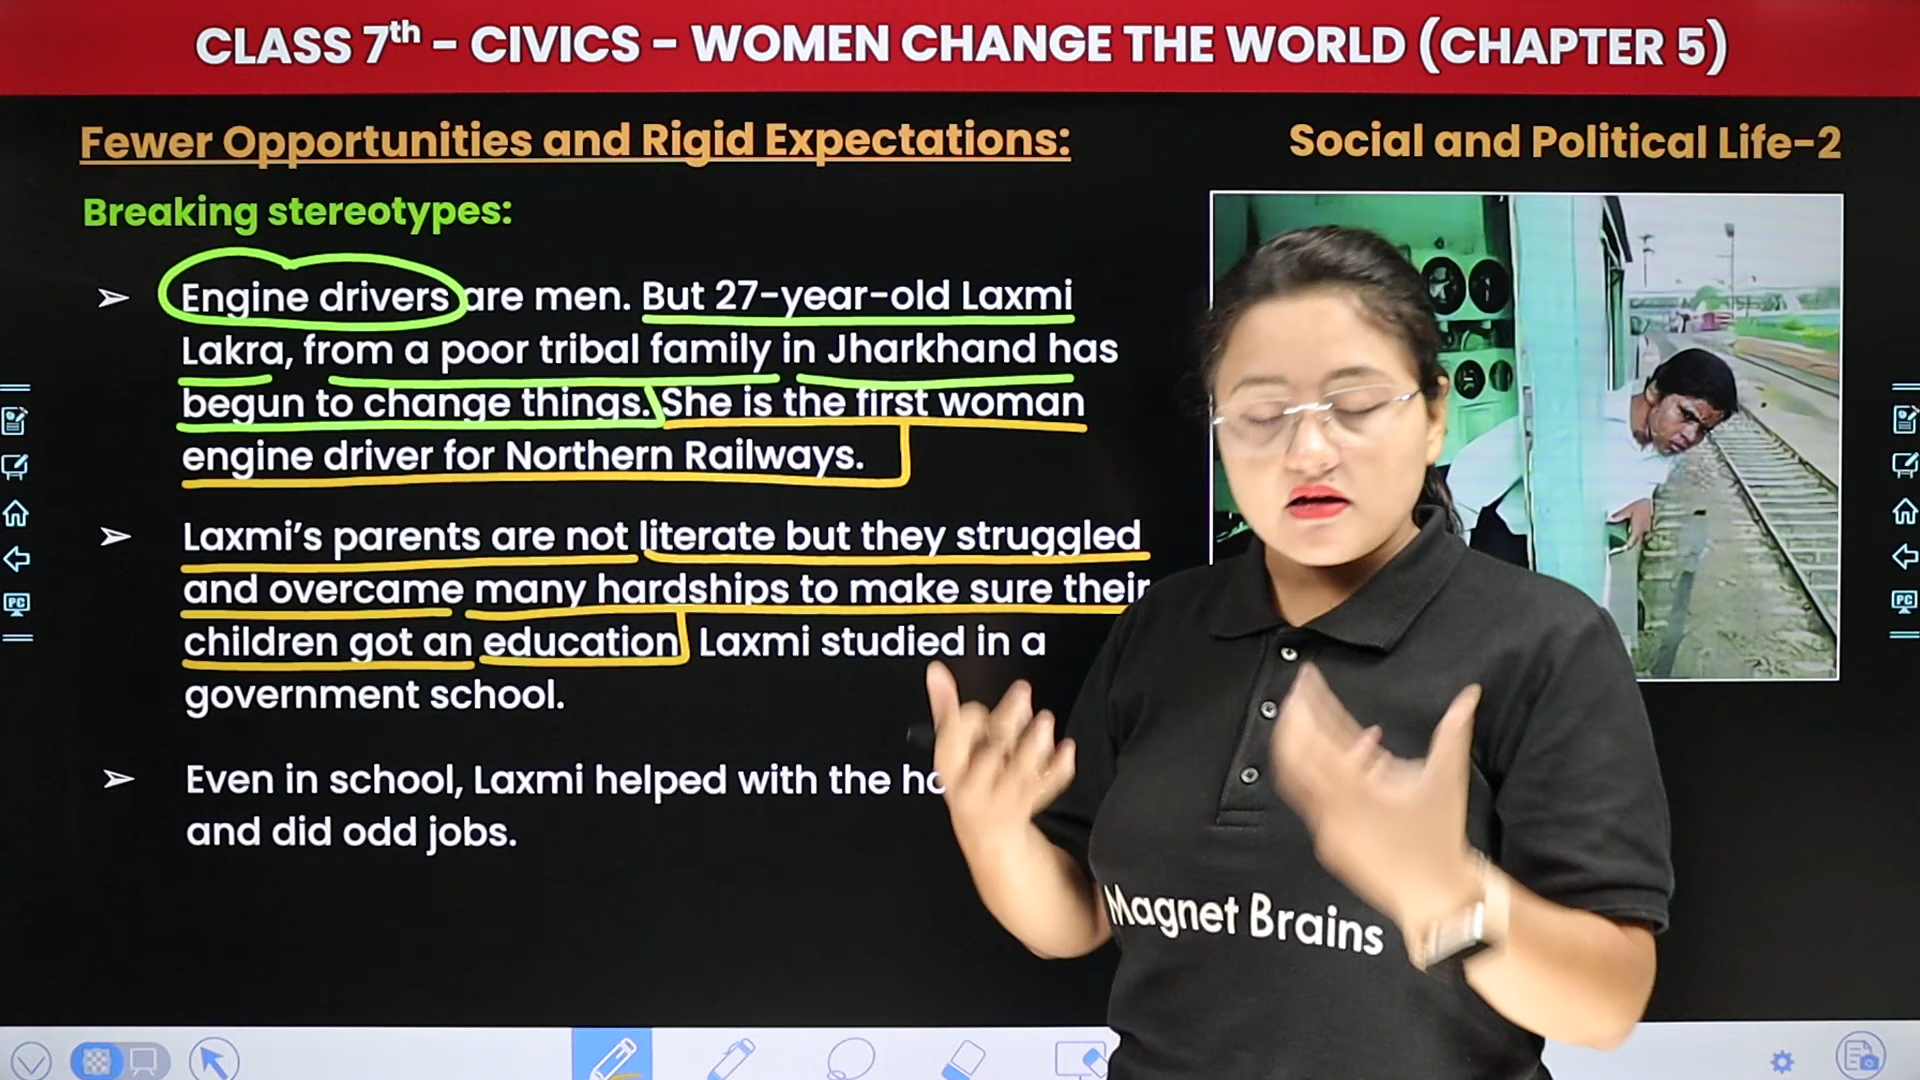 CLASS 7th - CIVICS - WOMEN CHANGE THE WORLD (CHAPTER 5)
Fewer Opportunities and Rigid Expectations:
Social and Political Life-2
Breaking stereotypes:
➢ Engine drivers are men. But 27-year-old Laxmi
Lakra, from a poor tribal family in Jharkhand has
begun to change things. She is the first woman
engine driver for Northern Railways.
➢ Laxmi's parents are not literate but they struggled
and overcame many hardships to make sure their
children got an education. Laxmi studied in a
government school.
➢ Even in school, Laxmi helped with the
and did odd jobs.
Magnet Brains
PC
PC